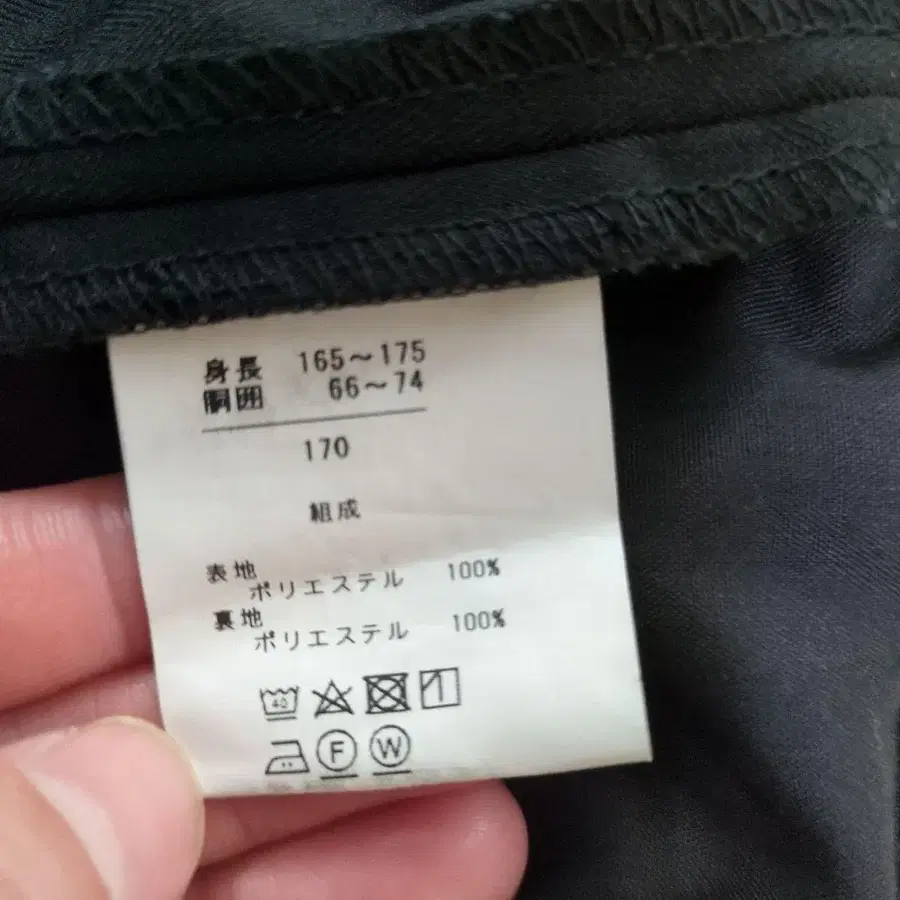 身長 165～175
胴囲 66～74
170
組成
表地
ポリエステル 100%
裏地
ポリエステル 100%
40
F W